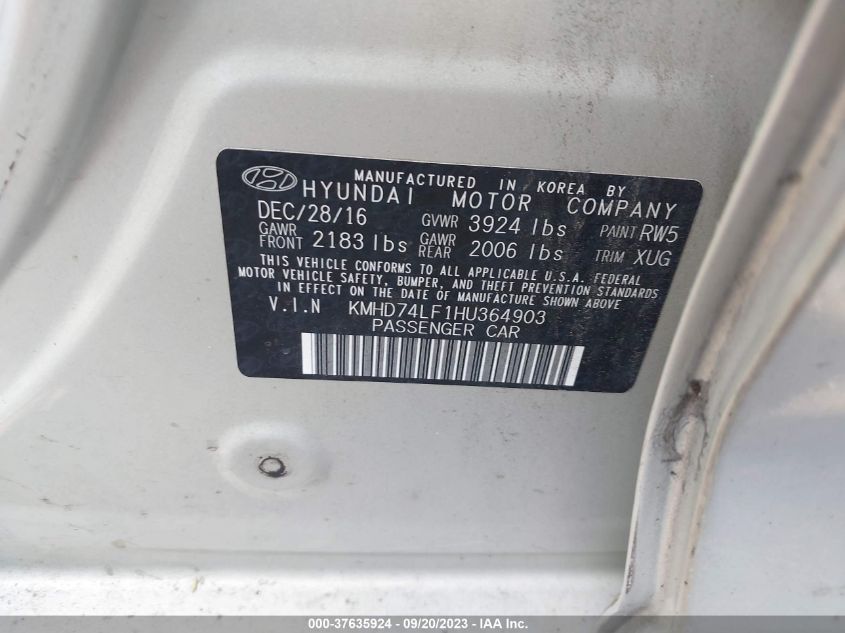 MANUFACTURED IN KOREA BY
HYUNDAI MOTOR COMPANY
DEC/28/16 GVWR 3924 lbs PAINT RW5
GAWR FRONT 2183 lbs GAWR REAR 2006 lbs TRIM XUG
THIS VEHICLE CONFORMS TO ALL APPLICABLE U.S.A. FEDERAL
MOTOR VEHICLE SAFETY, BUMPER, AND THEFT PREVENTION STANDARDS
IN EFFECT ON THE DATE OF MANUFACTURE SHOWN ABOVE
V.I.N KMHD74LF1HU364903
PASSENGER CAR
000-37635924 - 09/20/2023 - IAA Inc.